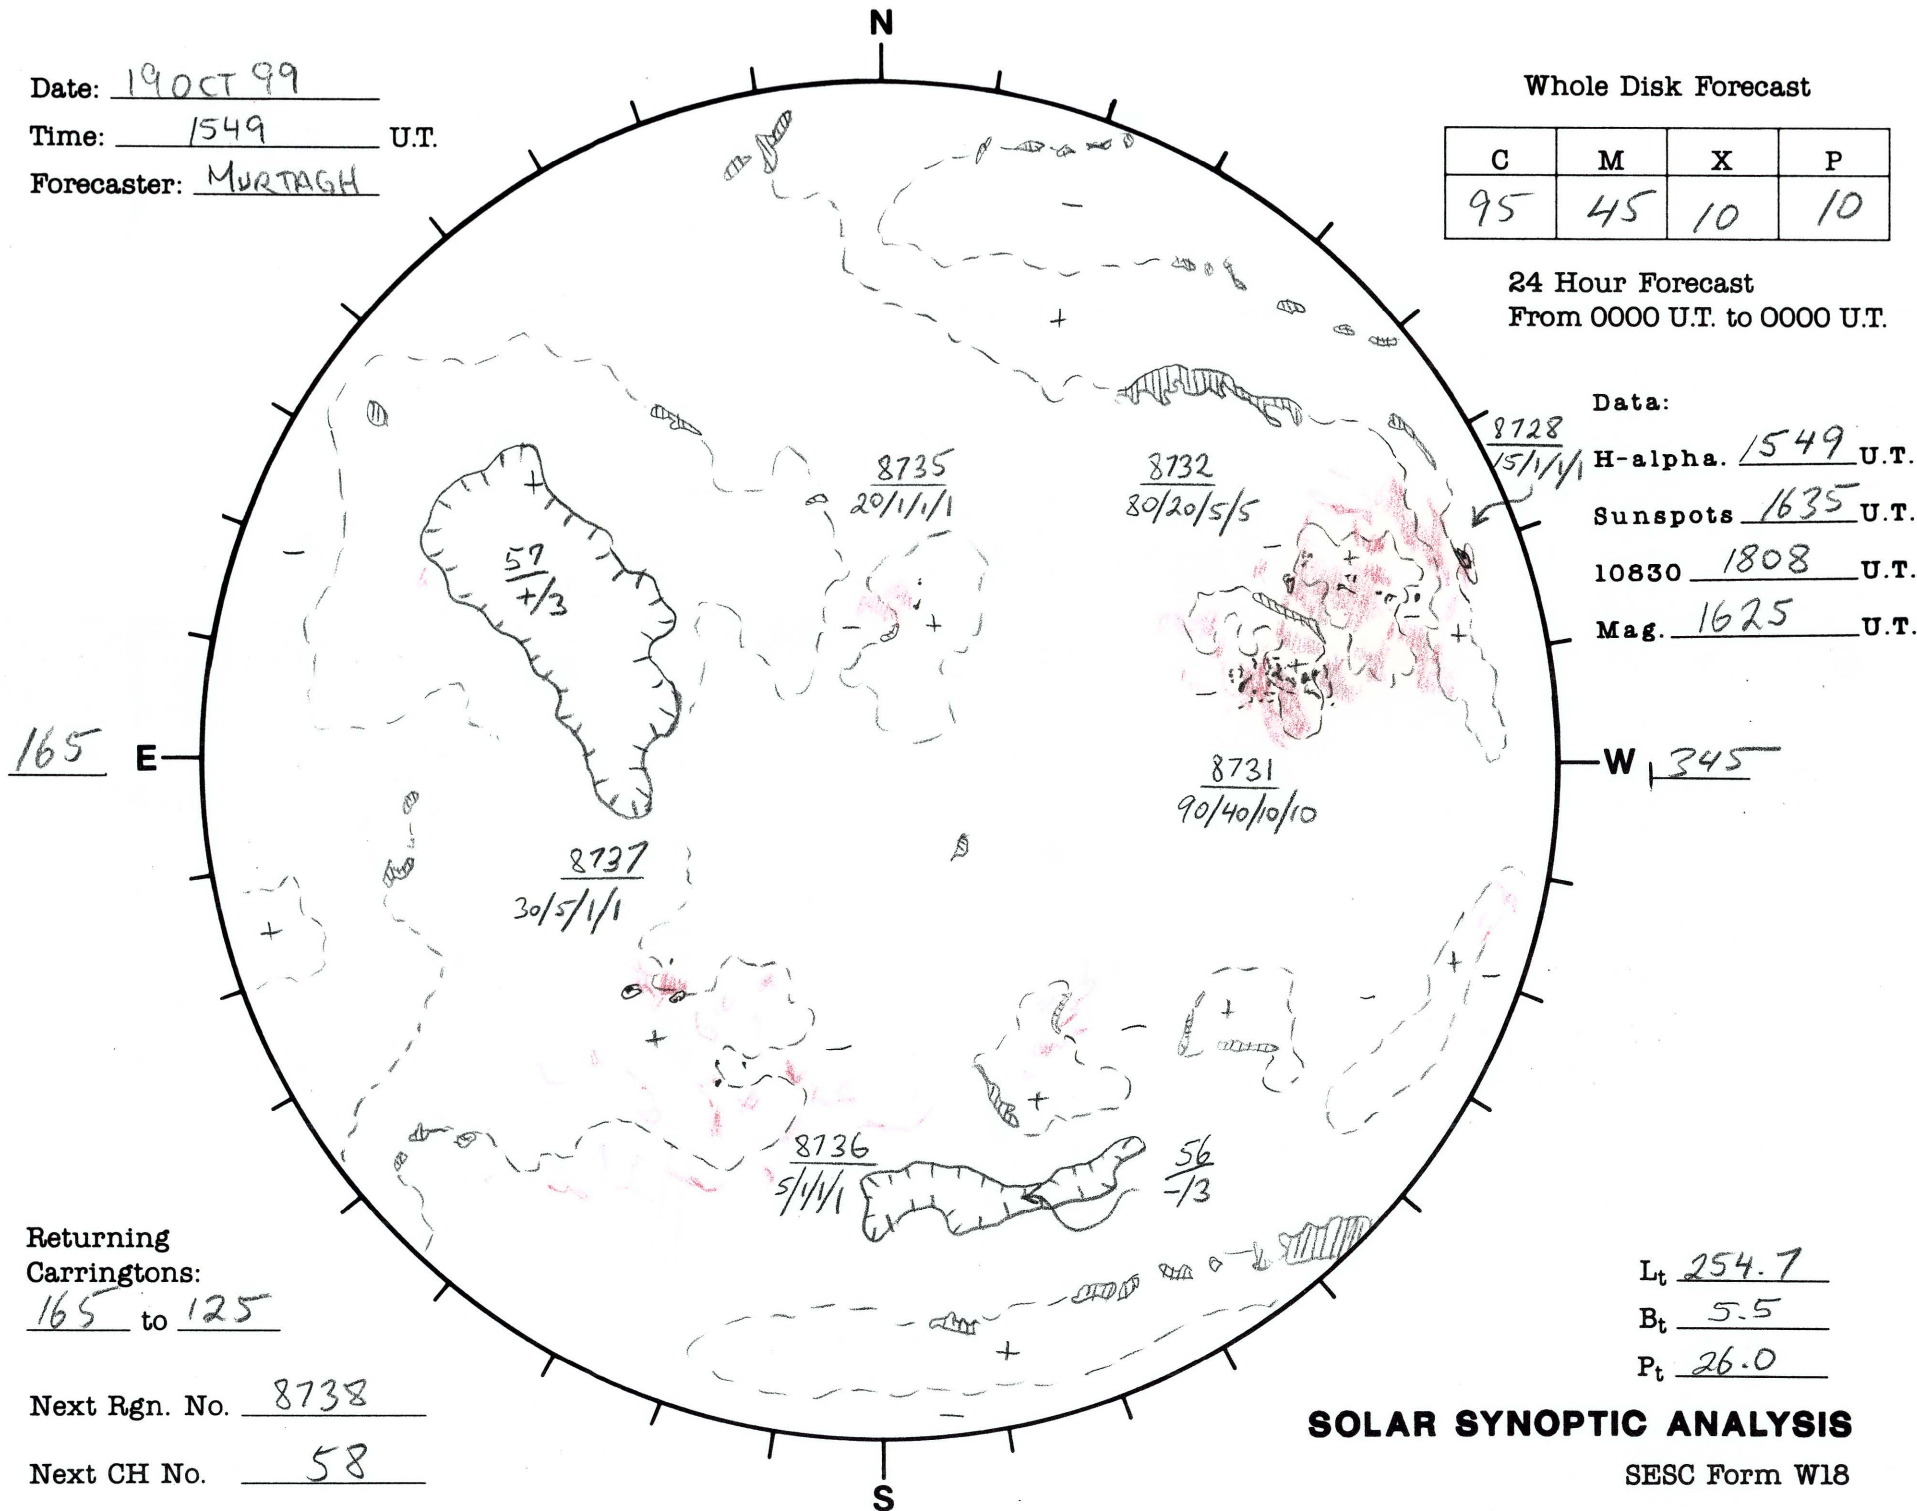 N
Date: 19 OCT 99
Time: 1549 U.T.
Forecaster: MURTAGH
Whole Disk Forecast
C M X P
95 45 10 10
24 Hour Forecast
From 0000 U.T. to 0000 U.T.
Data:
H-alpha. 1549 U.T.
Sunspots 1635 U.T.
10830 1808 U.T.
Mag. 1625 U.T.
8728
15/1/1/1
8735
20/1/1/1
8732
80/20/5/5
+
57
+/3
-
-
+
-
+
-
+
-
+
-
+
+
-
165 E
W 345
8731
90/40/10/10
8737
30/5/1/1
+
+
-
-
+
-
+
-
+
-
+
8736
5/1/1/1
56
-/3
+
-
Returning
Carringtons:
165 to 125
Next Rgn. No. 8738
Next CH No. 58
Lt 254.7
Bt 5.5
Pt 26.0
SOLAR SYNOPTIC ANALYSIS
SESC Form W18
S